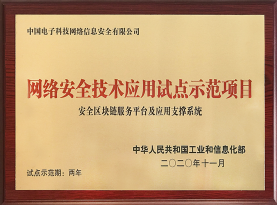 中国电子科技网络信息安全有限公司
网络安全技术应用试点示范项目
安全区块链服务平台及应用支撑系统
中华人民共和国工业和信息化部
二〇二〇年十一月
试点示范期：两年